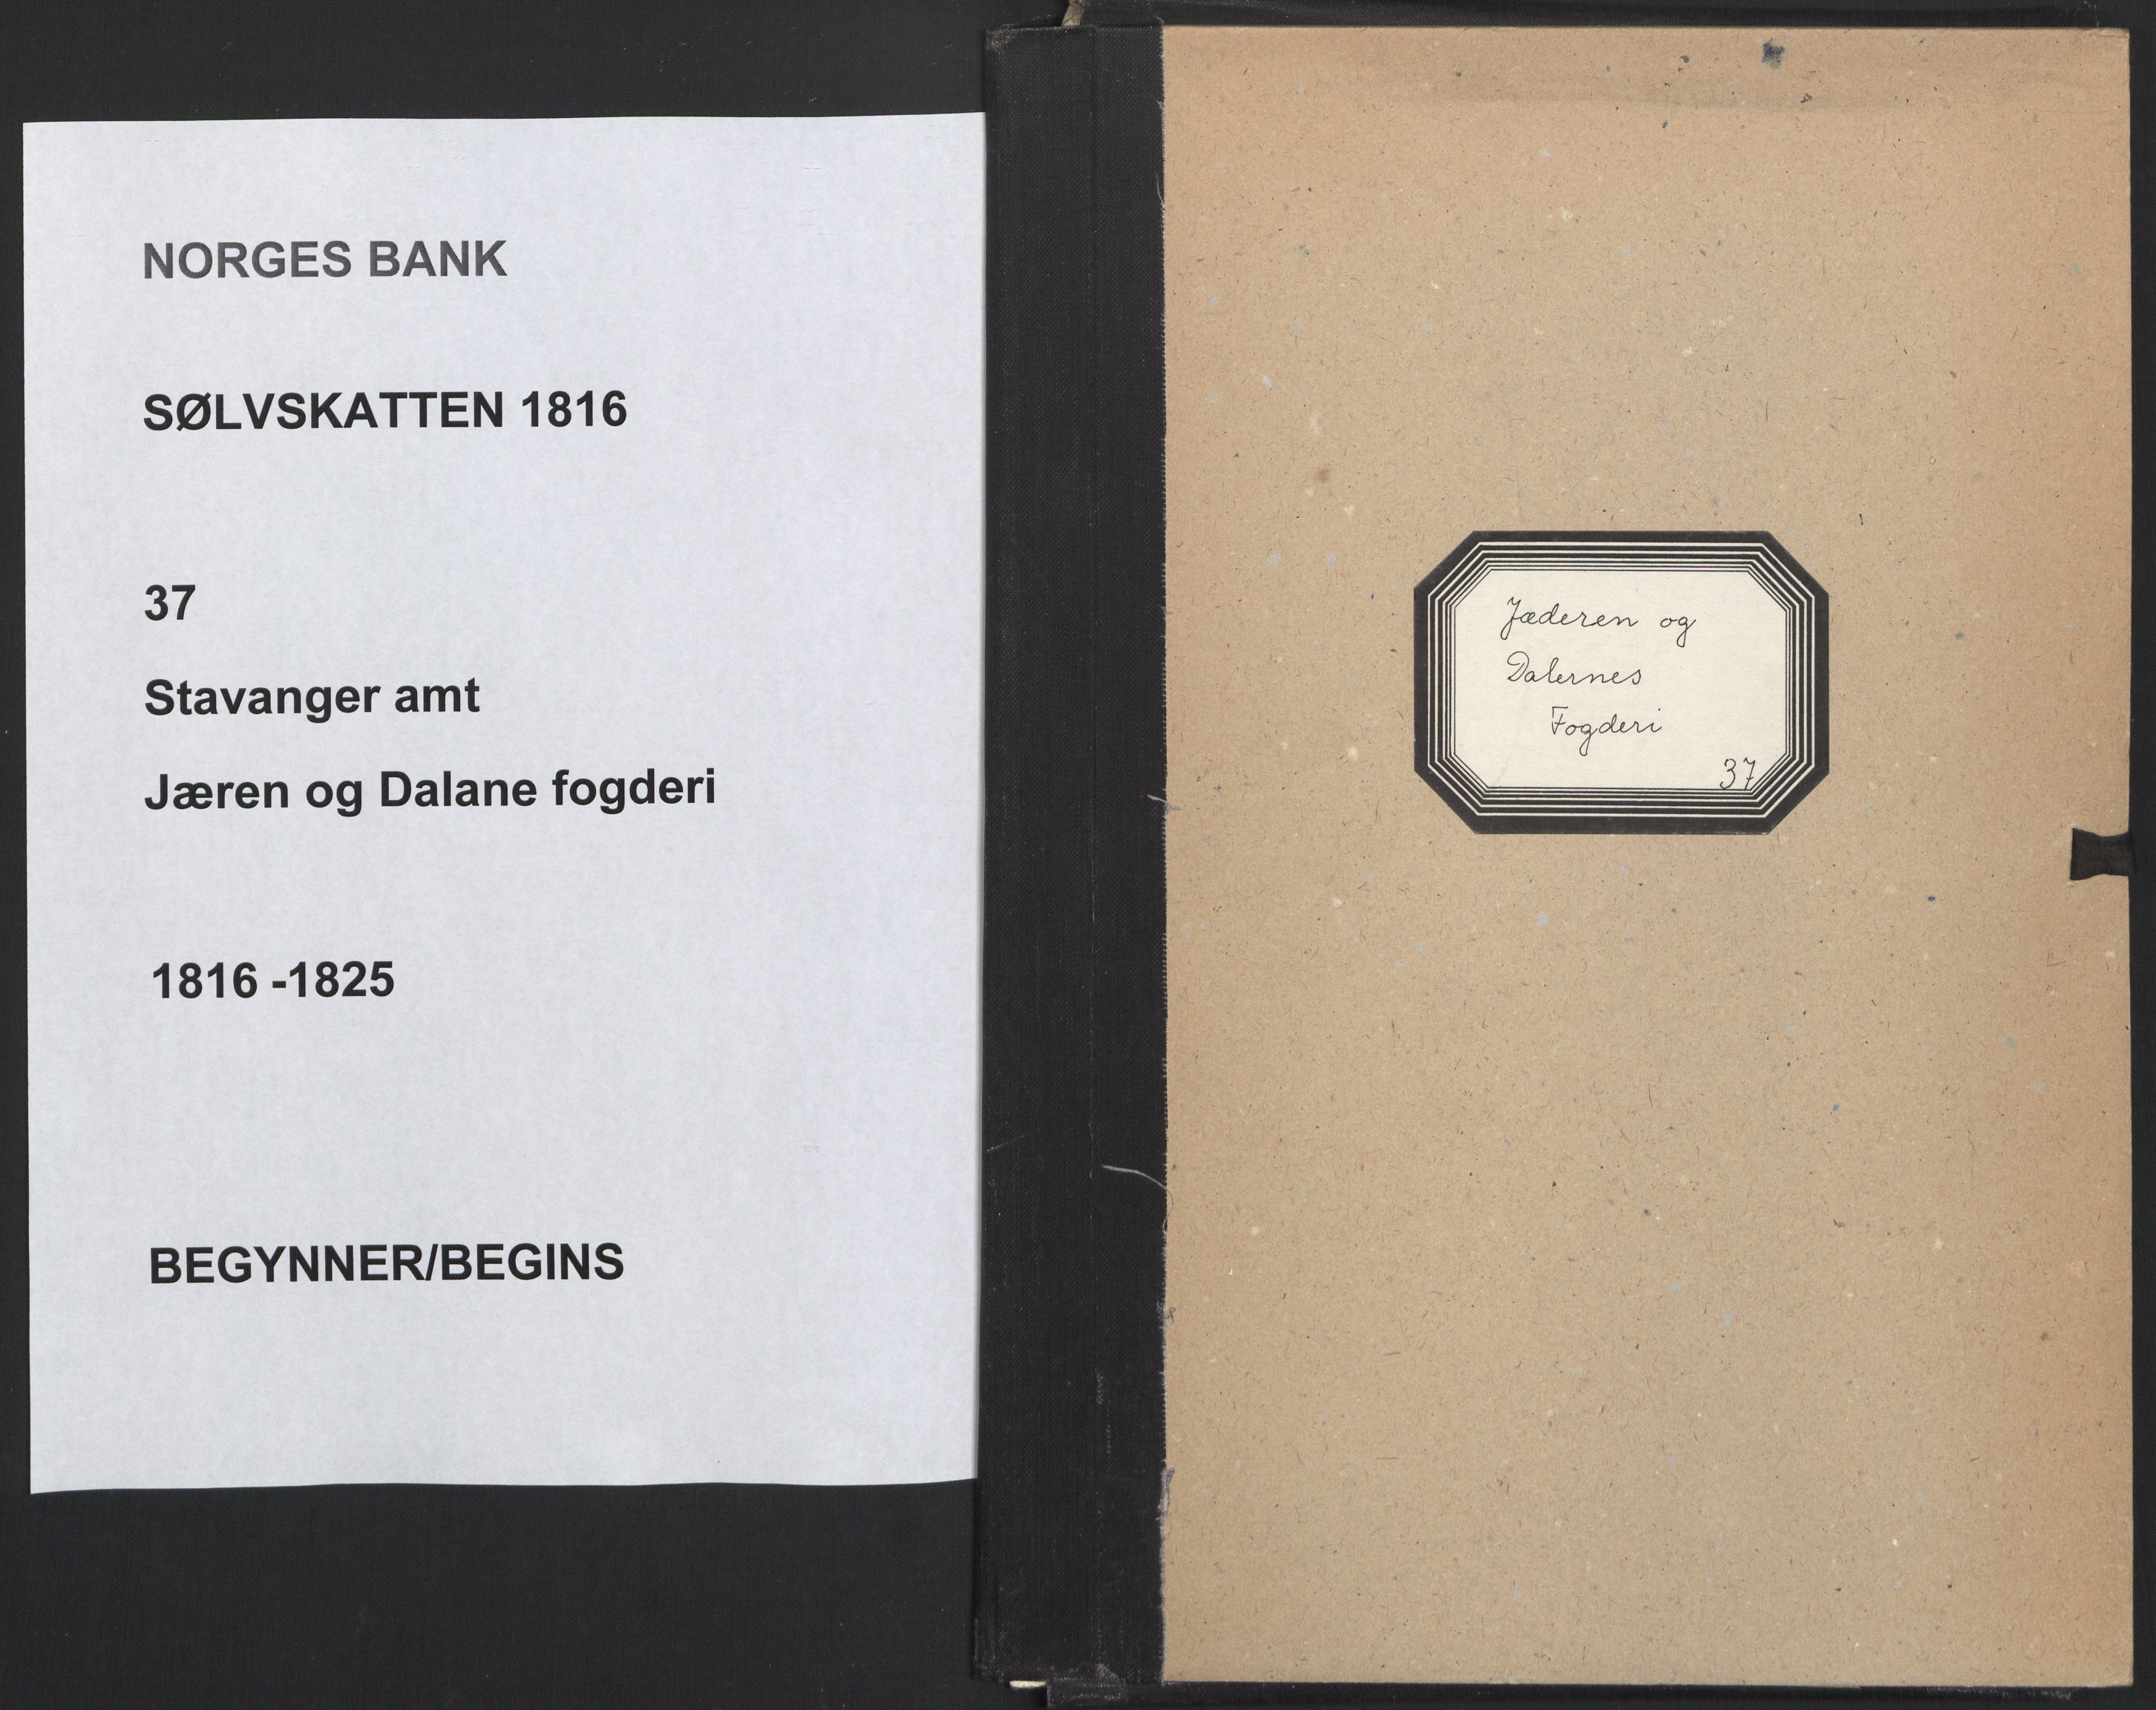 NORGES BANK
SØLVSKATTEN 1816
37
Stavanger amt
Jæren og Dalane fogderi
1816 -1825
BEGYNNER/BEGINS
Jæderen og
Dalernes
Fogderi
37